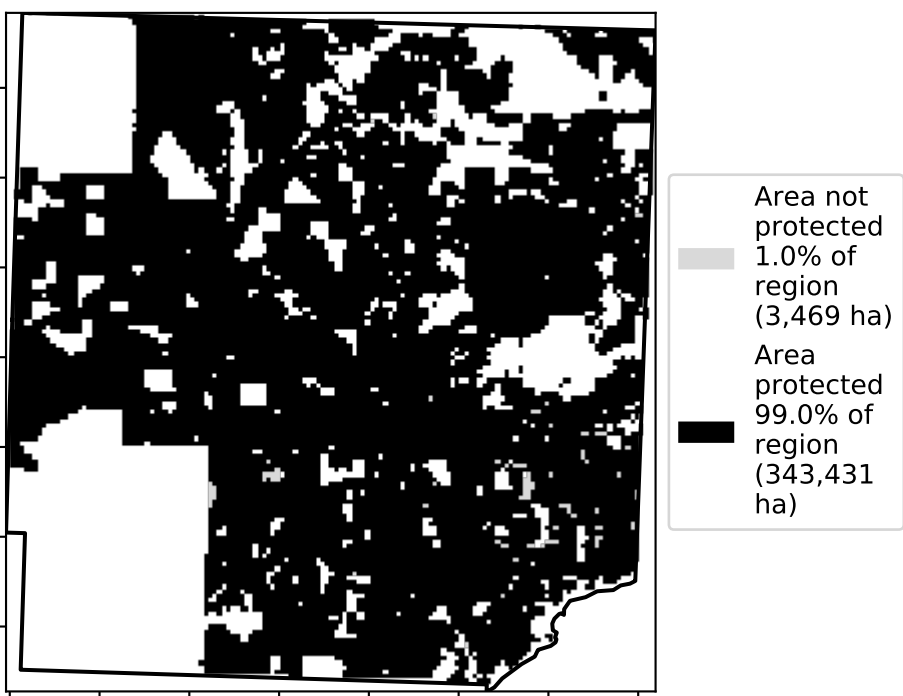 Area not
protected
1.0% of
region
(3,469 ha)
Area
protected
99.0% of
region
(343,431
ha)